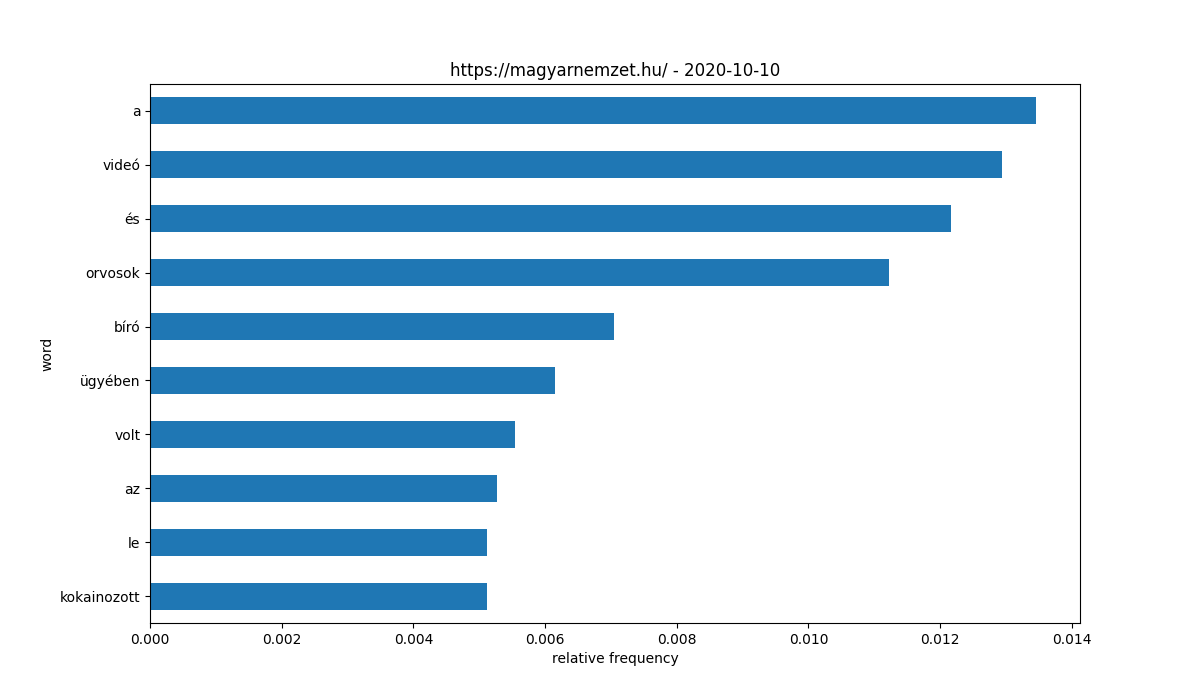 https://magyarnemzet.hu/ - 2020-10-10
a
videó
és
orvosok
bíró
ügyében
volt
az
le
kokainozott
word
0.000 0.002 0.004 0.006 0.008 0.010 0.012 0.014
relative frequency